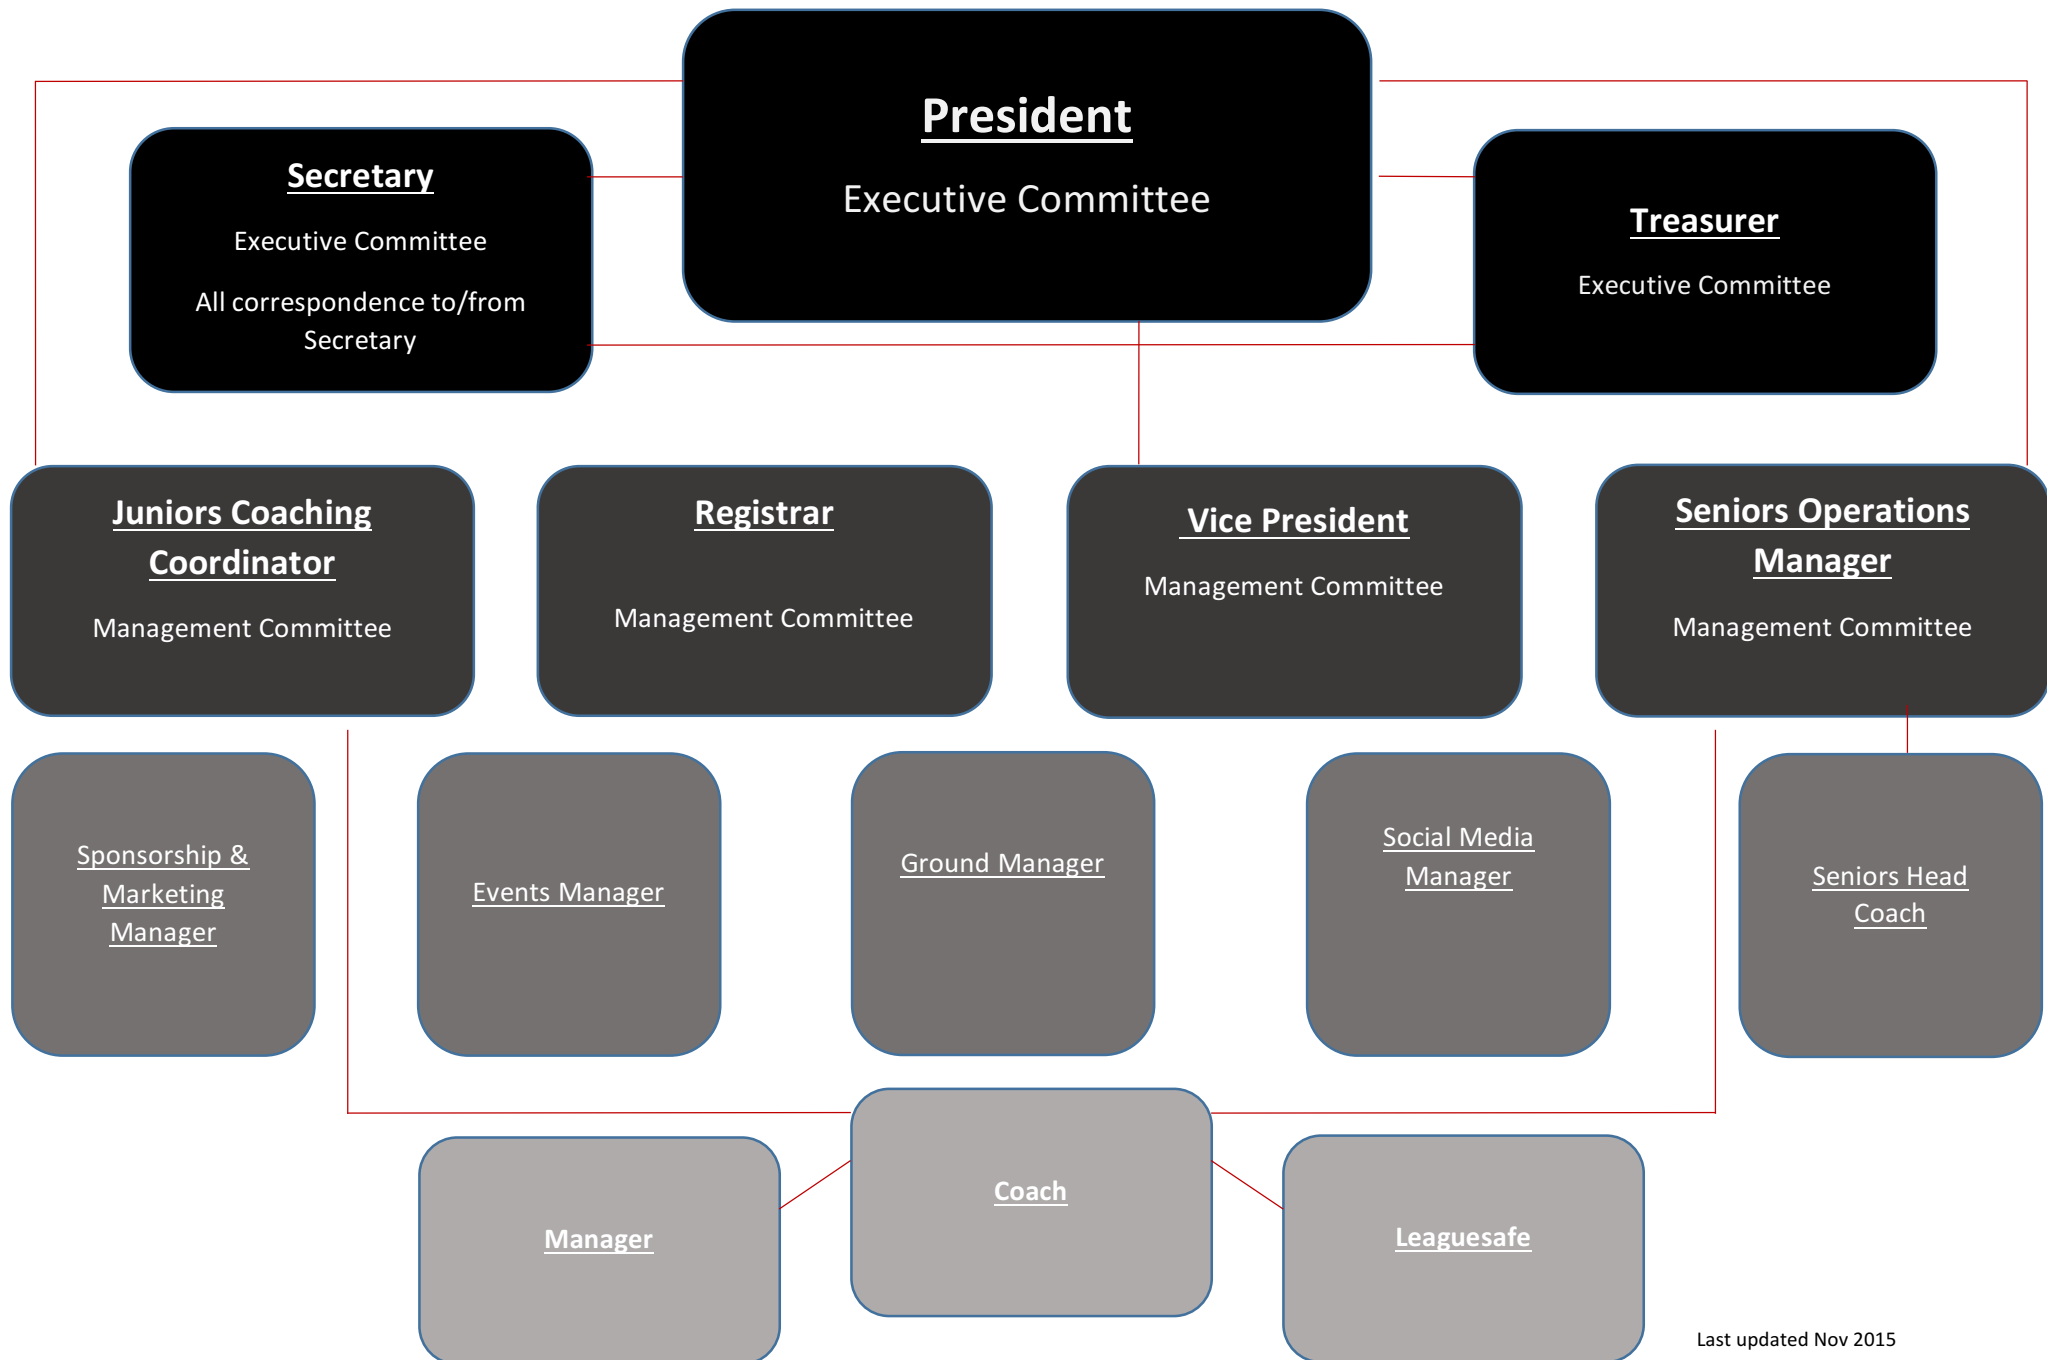 President
Executive Committee
Secretary
Executive Committee
All correspondence to/from
Secretary
Treasurer
Executive Committee
Juniors Coaching
Coordinator
Management Committee
Registrar
Management Committee
Vice President
Management Committee
Seniors Operations
Manager
Management Committee
Sponsorship &
Marketing
Manager
Events Manager
Ground Manager
Social Media
Manager
Seniors Head
Coach
Manager
Coach
Leaguesafe
Last updated Nov 2015